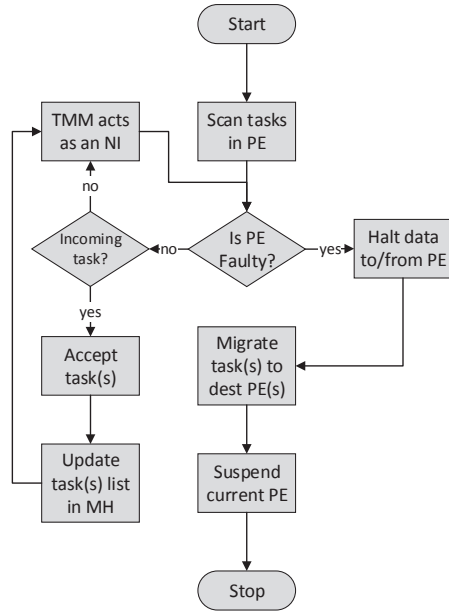 Start
TMM acts
as an NI
Scan tasks
in PE
no
Incoming
task?
no
Is PE
Faulty?
yes
Halt data
to/from PE
yes
Accept
task(s)
Migrate
task(s) to
dest PE(s)
Update
task(s) list
in MH
Suspend
current PE
Stop